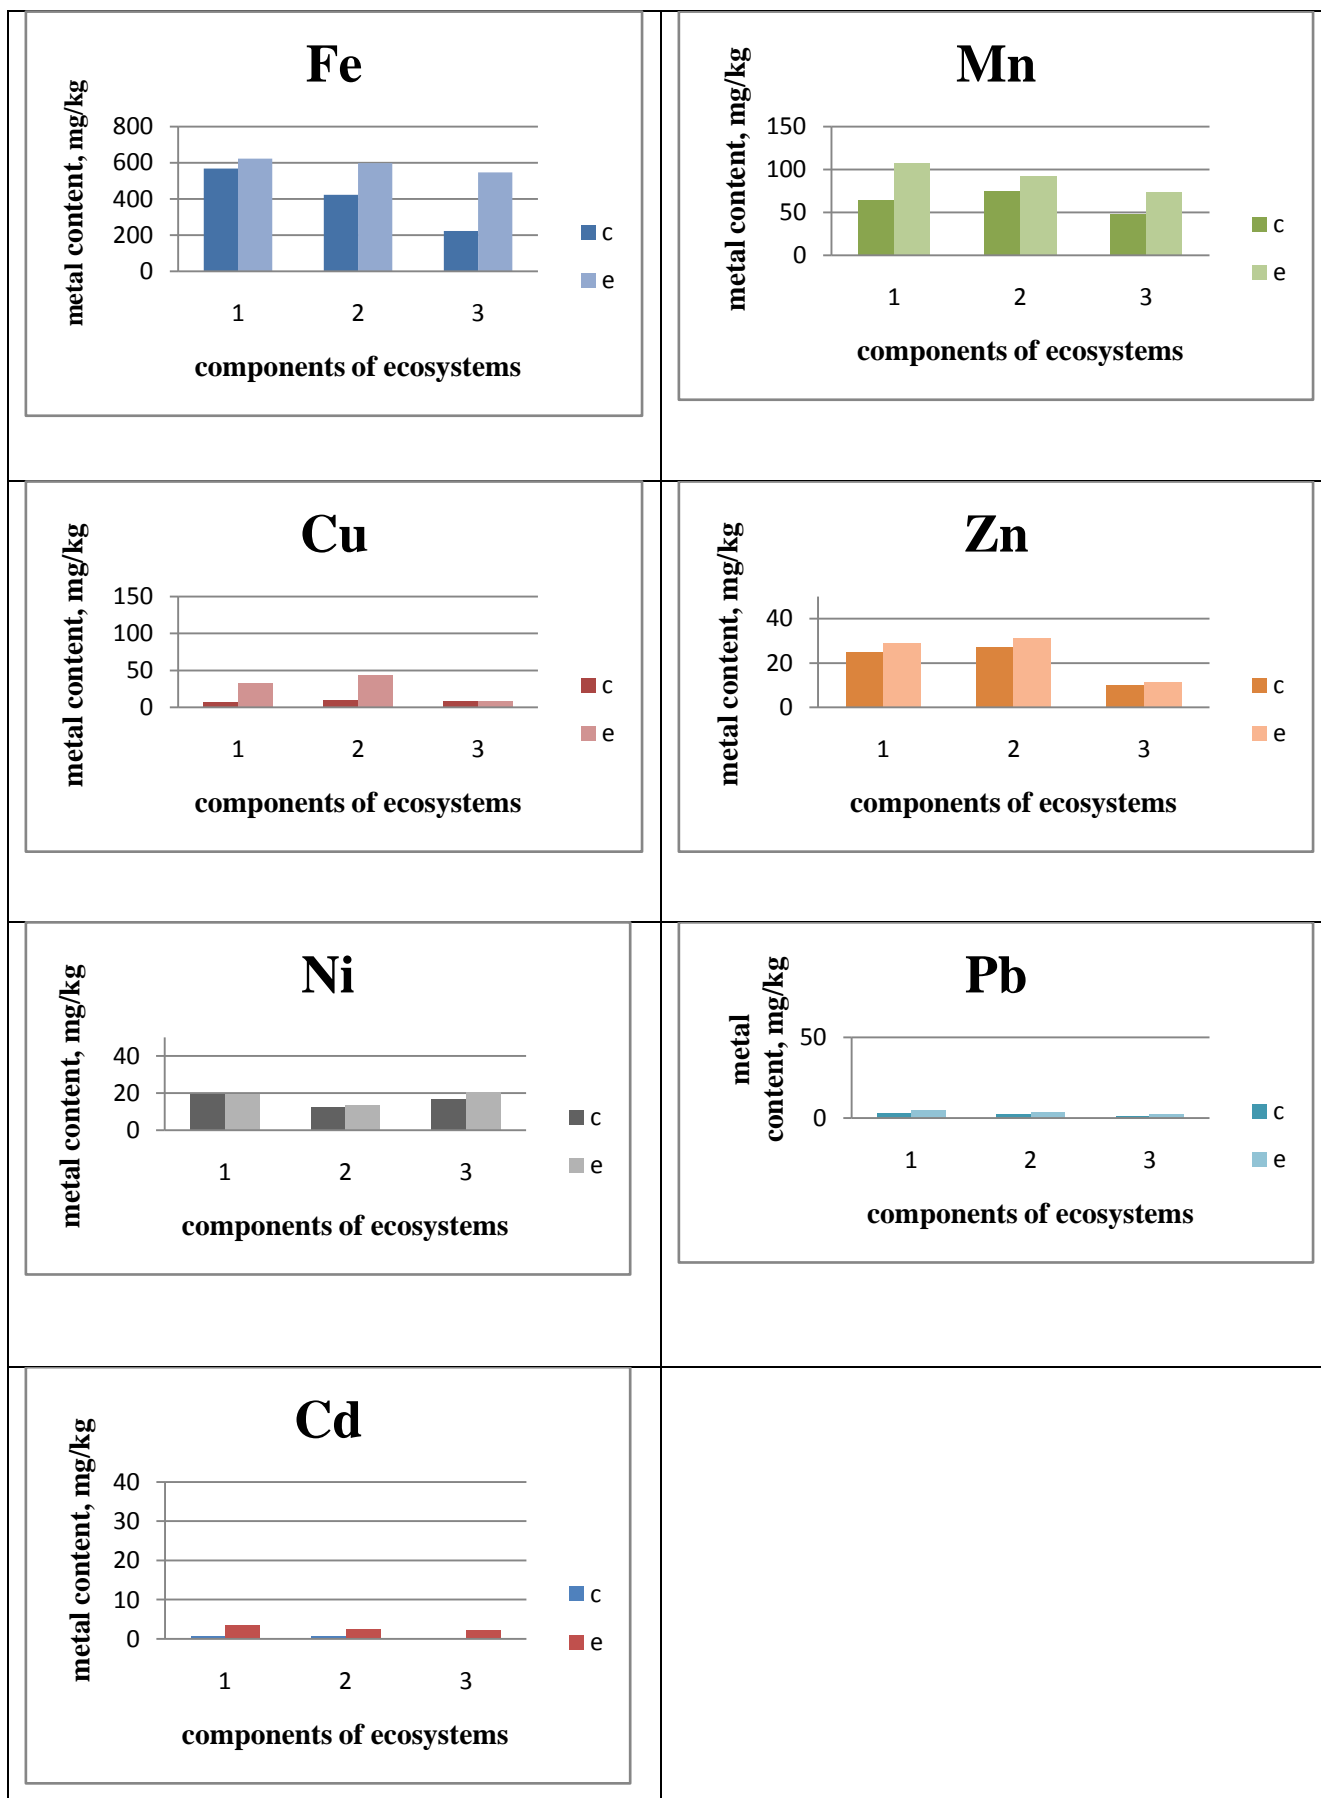 Fe
metal content, mg/kg
800
600
400
200
0
1 2 3
c
e
components of ecosystems
Mn
metal content, mg/kg
150
100
50
0
1 2 3
c
e
components of ecosystems
Cu
metal content, mg/kg
150
100
50
0
1 2 3
c
e
components of ecosystems
Zn
metal content, mg/kg
40
20
0
1 2 3
c
e
components of ecosystems
Ni
metal content, mg/kg
40
20
0
1 2 3
c
e
components of ecosystems
Pb
metal
content, mg/kg
50
0
1 2 3
c
e
components of ecosystems
Cd
metal content, mg/kg
40
30
20
10
0
1 2 3
c
e
components of ecosystems